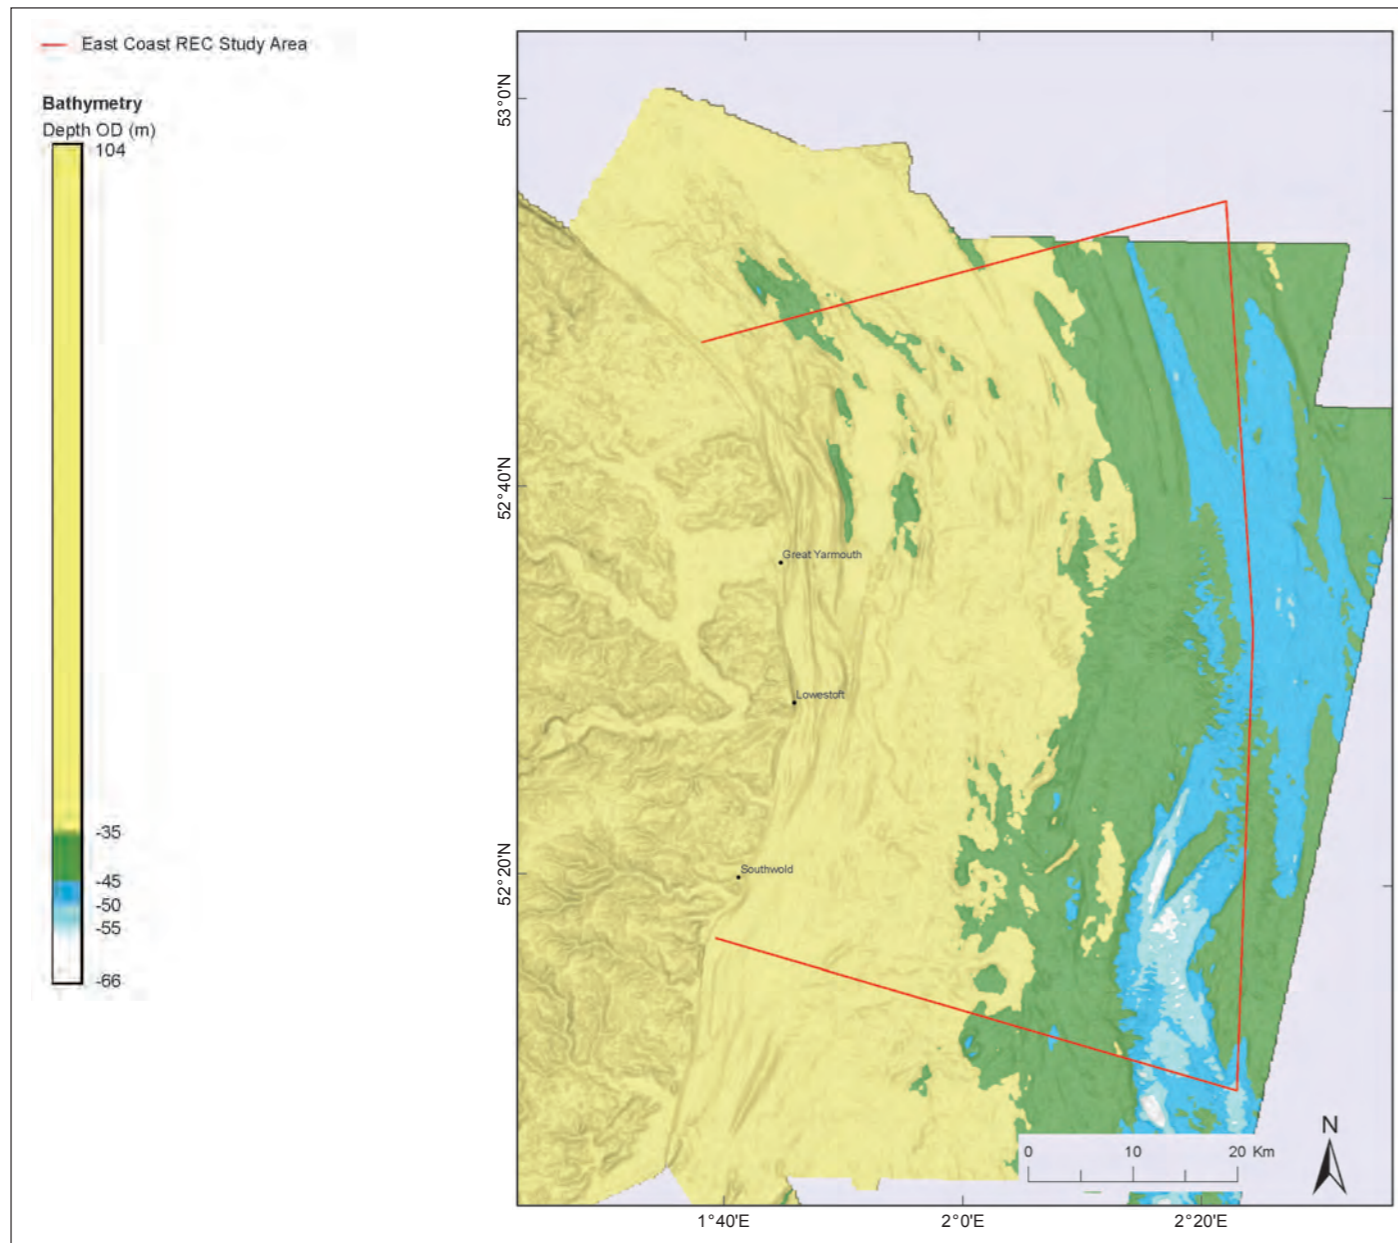 East Coast REC Study Area
Bathymetry
Depth OD (m)
104
-35
-45
-50
-55
-66
53°0'N
52°40'N
52°20'N
Great Yarmouth
Lowestoft
Southwold
N
0 10 20 Km
1°40'E 2°0'E 2°20'E